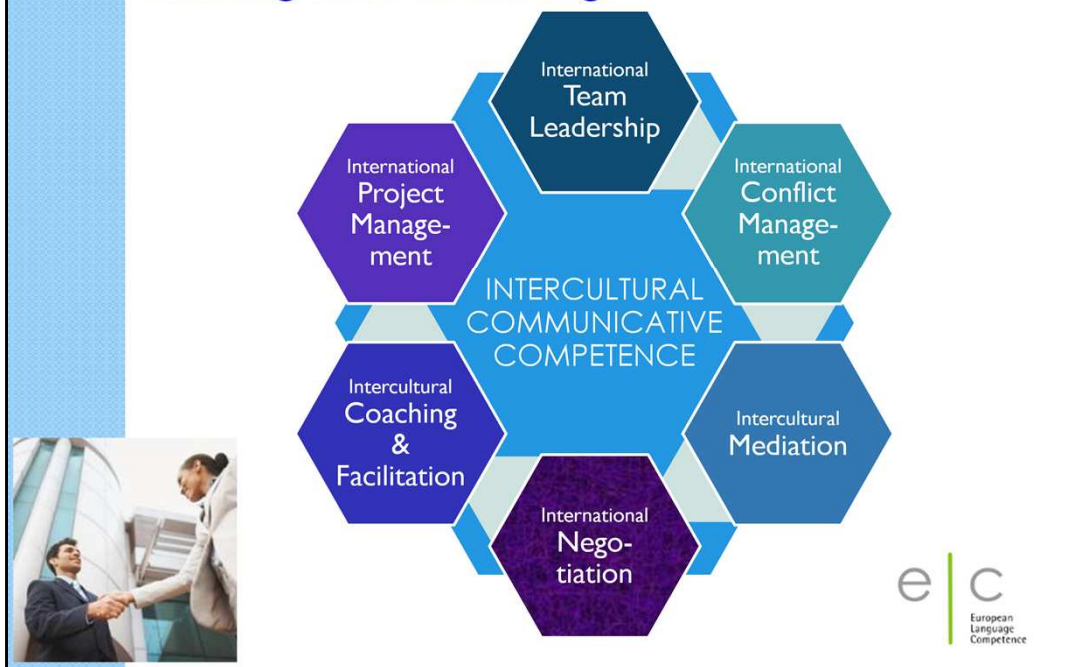 International
Team
Leadership
International
Conflict
Manage-
ment
Intercultural
Mediation
International
Nego-
tiation
Intercultural
Coaching
&
Facilitation
International
Project
Manage-
ment
INTERCULTURAL
COMMUNICATIVE
COMPETENCE
e|c
European
Language
Competence